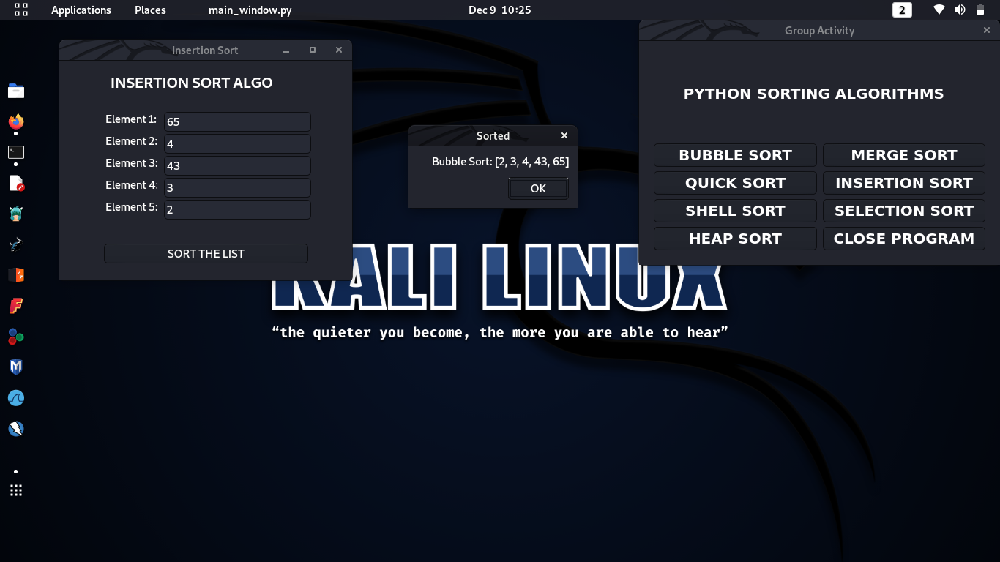 Applications Places main_window.py Dec 9 10:25 2
Insertion Sort
INSERTION SORT ALGO
Element 1: 65
Element 2: 4
Element 3: 43
Element 4: 3
Element 5: 2
SORT THE LIST
Sorted
Bubble Sort: [2, 3, 4, 43, 65]
OK
Group Activity
PYTHON SORTING ALGORITHMS
BUBBLE SORT MERGE SORT
QUICK SORT INSERTION SORT
SHELL SORT SELECTION SORT
HEAP SORT CLOSE PROGRAM
KALI LINUX
“the quieter you become, the more you are able to hear”